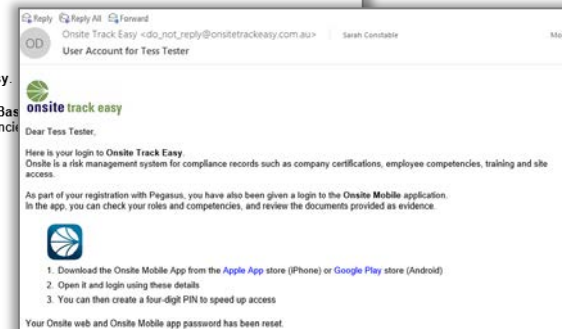 Reply Reply All Forward
OD
Onsite Track Easy <do_not_reply@onsitetrackeasy.com.au> Sarah Constable
User Account for Tess Tester
onsite track easy
Dear Tess Tester,
Here is your login to Onsite Track Easy.
Onsite is a risk management system for compliance records such as company certifications, employee competencies, training and site
access.
As part of your registration with Pegasus, you have also been given a login to the Onsite Mobile application.
In the app, you can check your roles and competencies, and review the documents provided as evidence.
1. Download the Onsite Mobile App from the Apple App store (iPhone) or Google Play store (Android)
2. Open it and login using these details
3. You can then create a four-digit PIN to speed up access
Your Onsite web and Onsite Mobile app password has been reset.